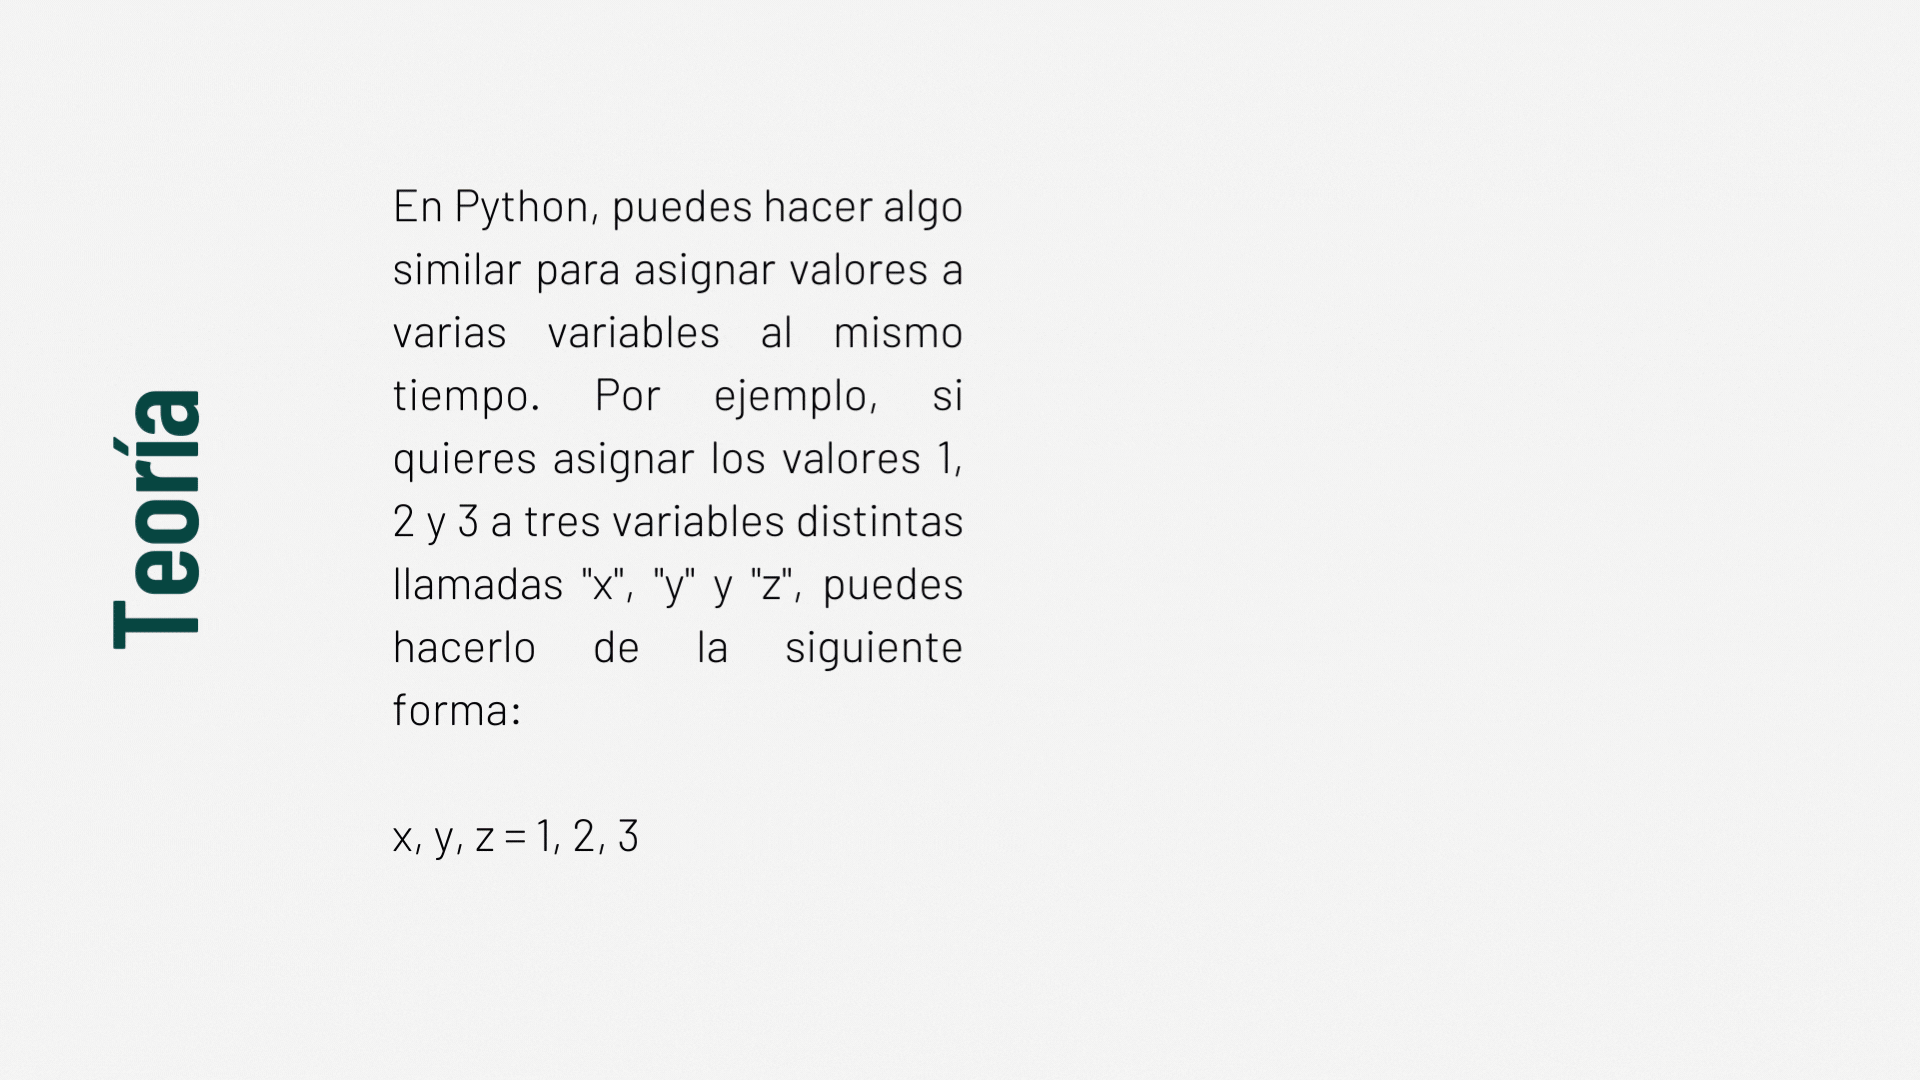 Teoría
En Python, puedes hacer algo
similar para asignar valores a
varias variables al mismo
tiempo. Por ejemplo, si
quieres asignar los valores 1,
2 y 3 a tres variables distintas
llamadas "x", "y" y "z", puedes
hacerlo de la siguiente
forma:
x, y, z = 1, 2, 3